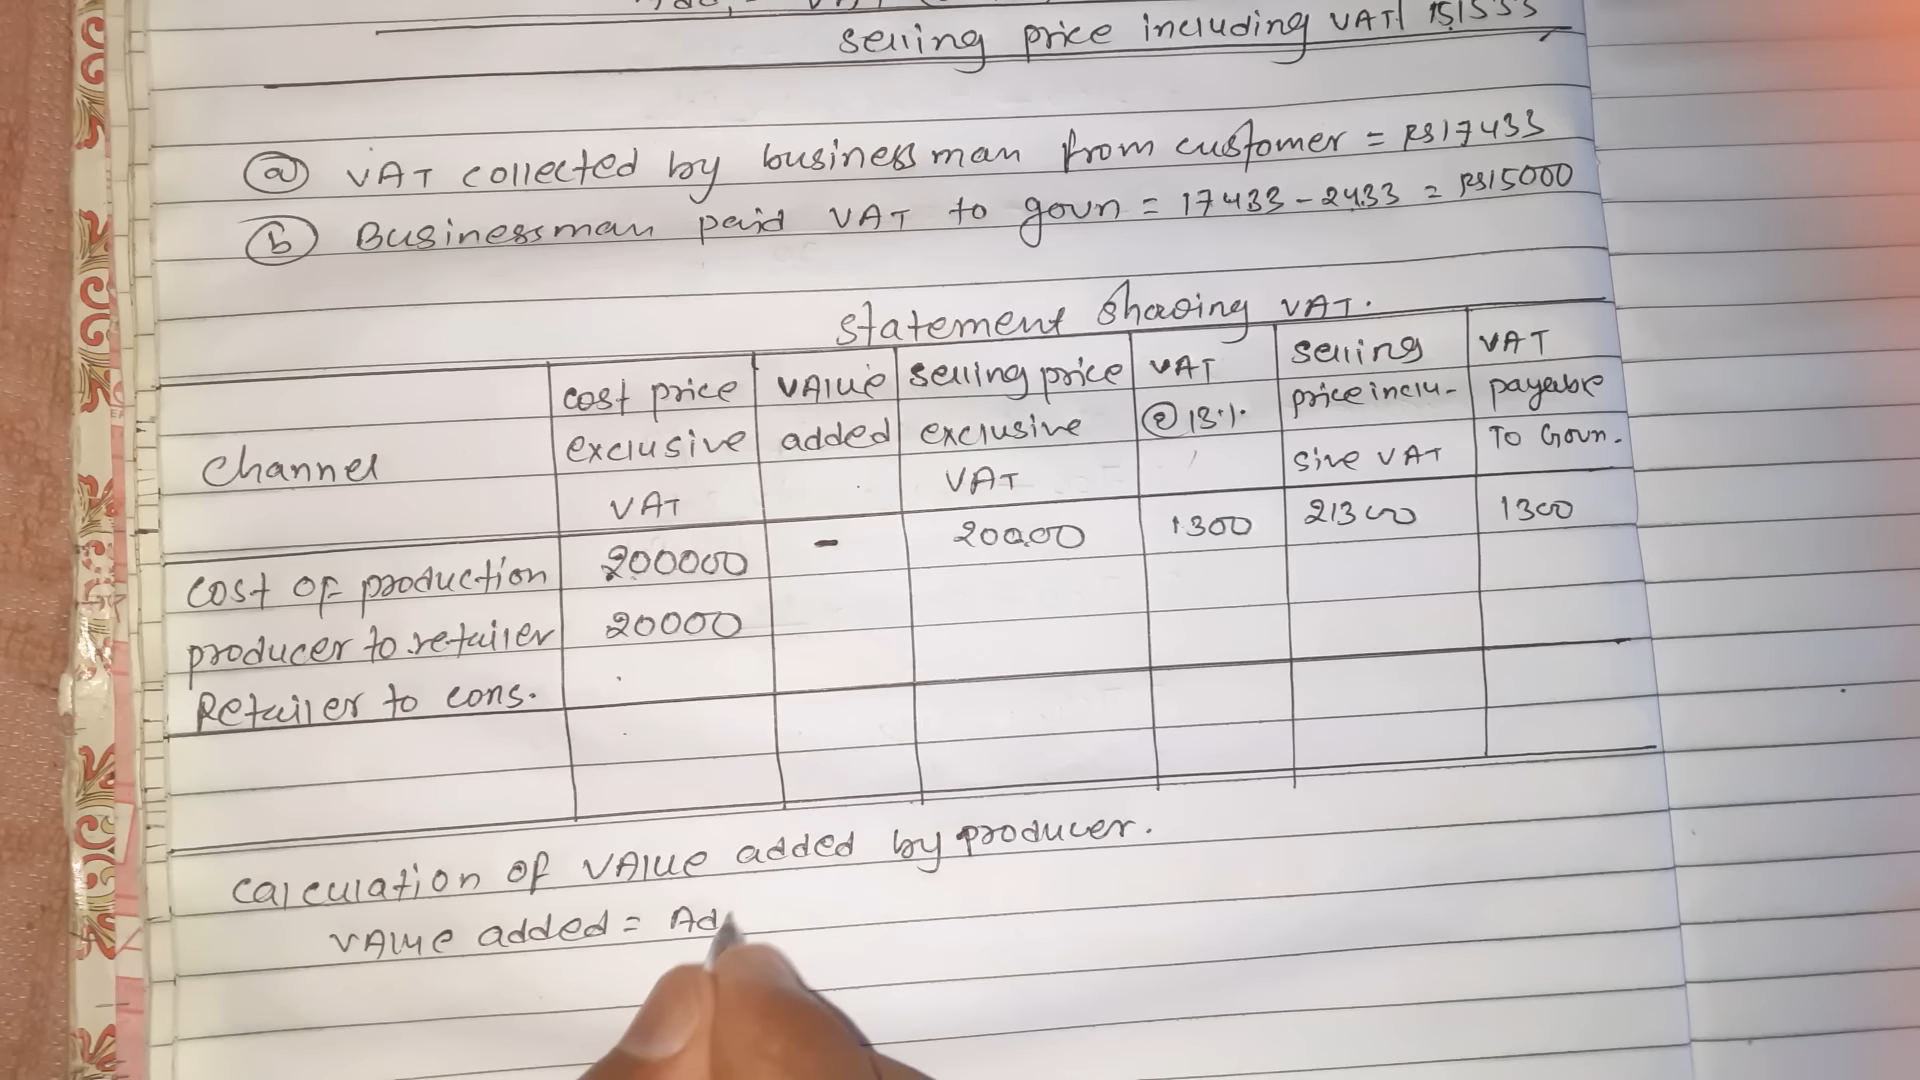 selling price including VAT 151533
(a) VAT collected by businessman from customer = RS17433
(b) Businessman paid VAT to govn = 17433-2433 = RS15000
statement showing VAT.
Channel | cost price exclusive VAT | VAlue added | selling price exclusive VAT | VAT @ 13% | selling price inclusive VAT | VAT payable To Govn.
cost of production | 200000 | - | 20000 | 1300 | 21300 | 1300
producer to retailer | 20000
Retailer to cons.
calculation of VAlue added by producer.
VAlue added = Ad